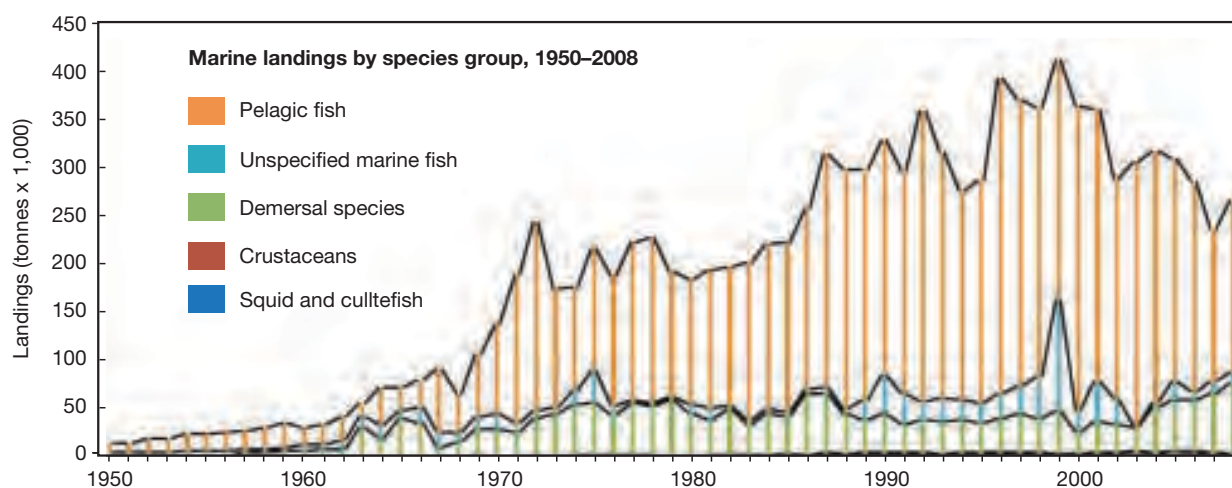 Marine landings by species group, 1950–2008
Pelagic fish
Unspecified marine fish
Demersal species
Crustaceans
Squid and culltefish
Landings (tonnes x 1,000)
450
400
350
300
250
200
150
100
50
0
1950 1960 1970 1980 1990 2000